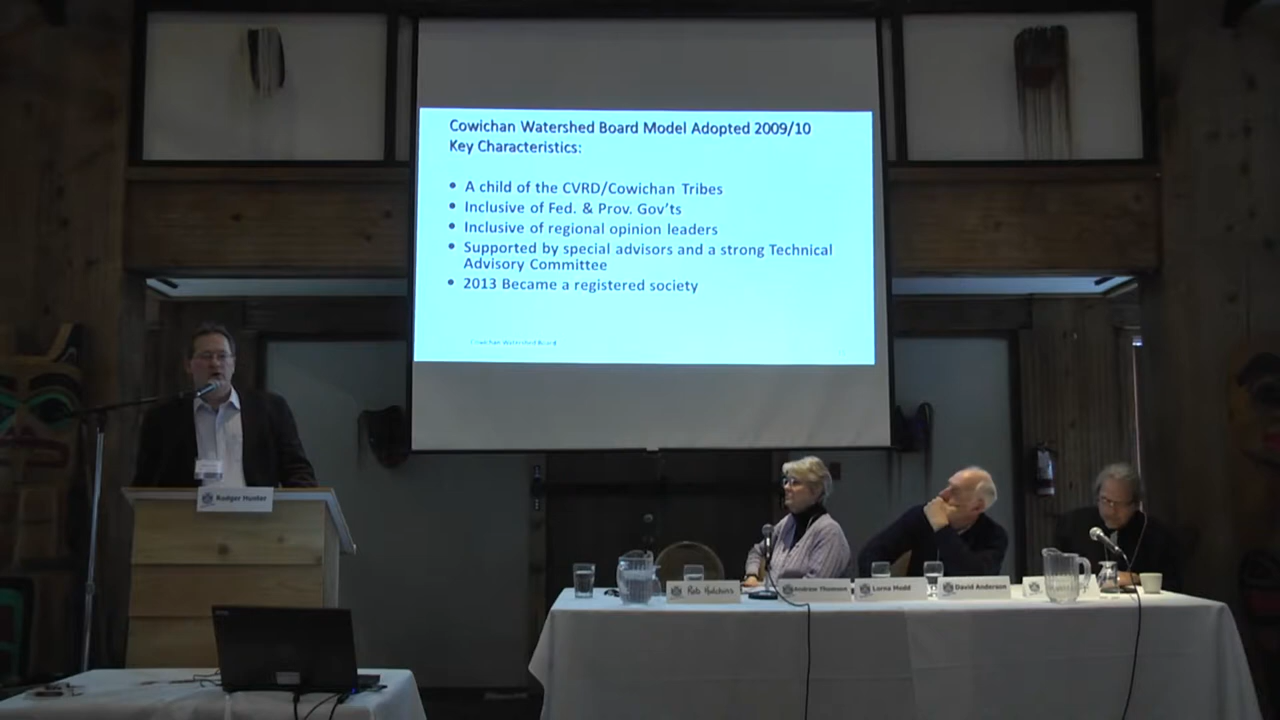 Cowichan Watershed Board Model Adopted 2009/10
Key Characteristics:
• A child of the CVRD/Cowichan Tribes
• Inclusive of Fed. & Prov. Gov'ts
• Inclusive of regional opinion leaders
• Supported by special advisors and a strong Technical
Advisory Committee
• 2013 Became a registered society
Cowichan Watershed Board
Rodger Hunter
Rob Hutchins
Andrew Thomson
Lorna Medd
David Anderson